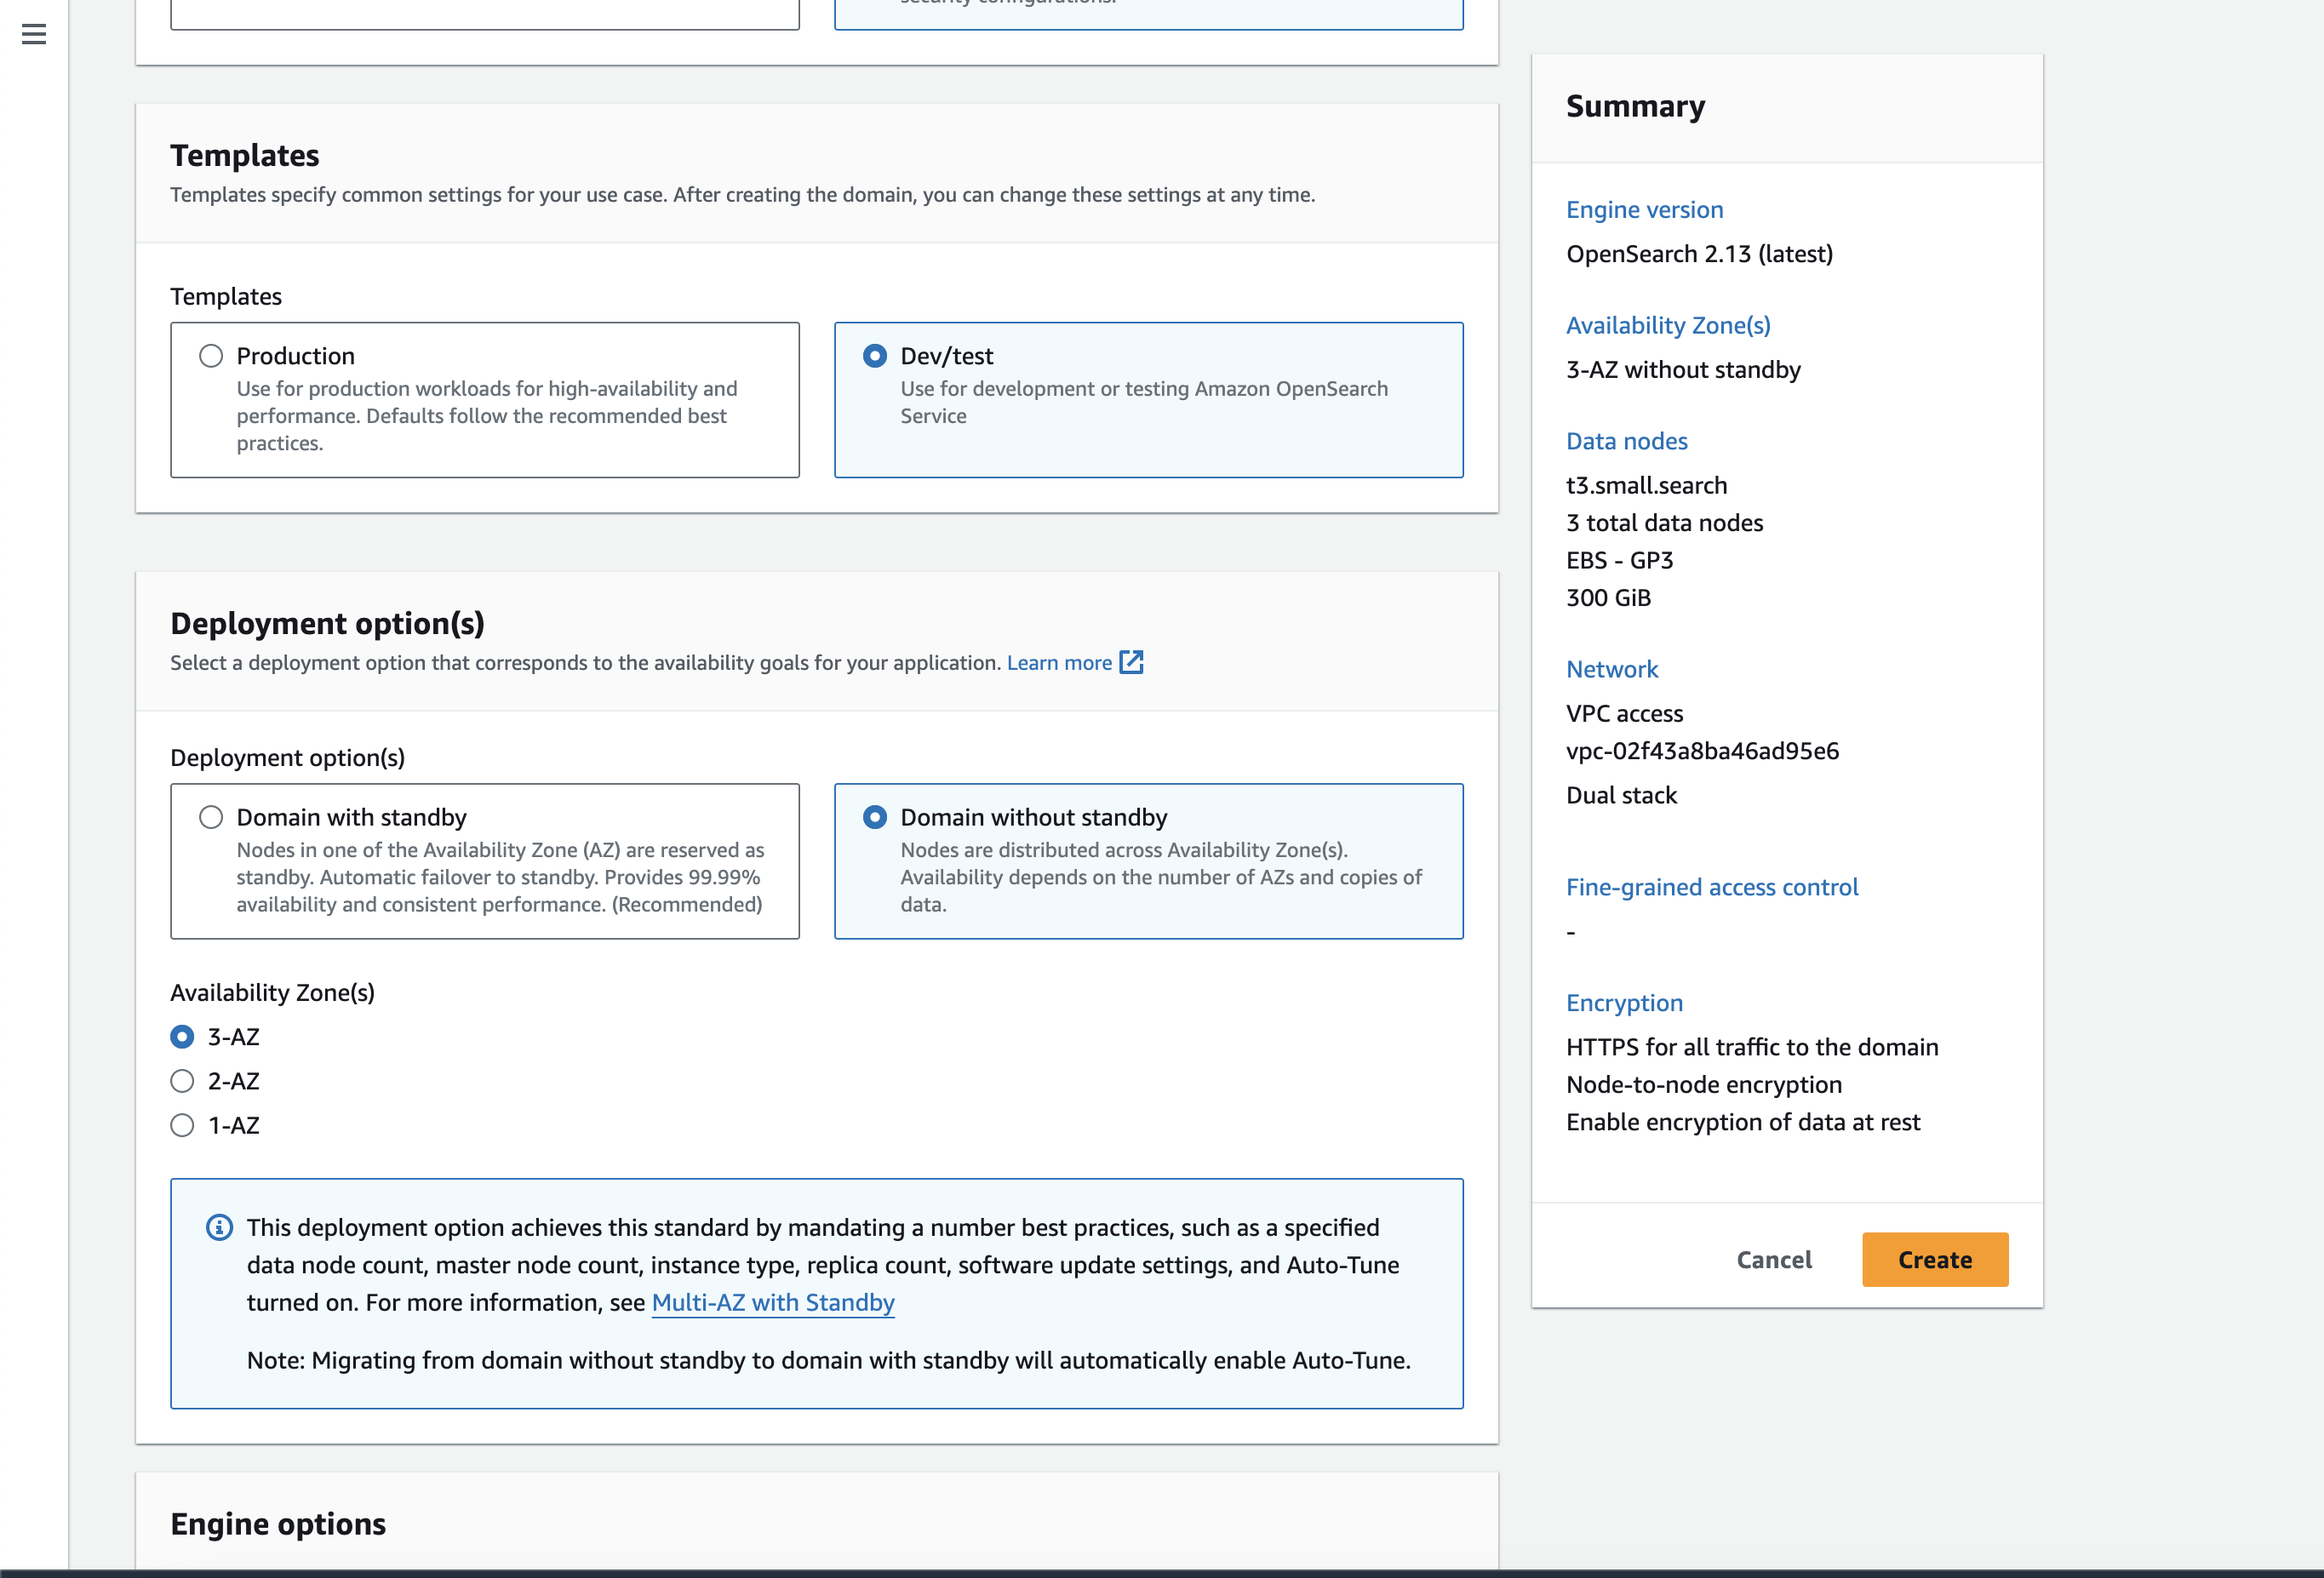 security configurations.
Templates
Templates specify common settings for your use case. After creating the domain, you can change these settings at any time.
Templates
Production
Use for production workloads for high-availability and
performance. Defaults follow the recommended best
practices.
Dev/test
Use for development or testing Amazon OpenSearch
Service
Deployment option(s)
Select a deployment option that corresponds to the availability goals for your application. Learn more
Deployment option(s)
Domain with standby
Nodes in one of the Availability Zone (AZ) are reserved as
standby. Automatic failover to standby. Provides 99.99%
availability and consistent performance. (Recommended)
Domain without standby
Nodes are distributed across Availability Zone(s).
Availability depends on the number of AZs and copies of
data.
Availability Zone(s)
3-AZ
2-AZ
1-AZ
This deployment option achieves this standard by mandating a number best practices, such as a specified
data node count, master node count, instance type, replica count, software update settings, and Auto-Tune
turned on. For more information, see Multi-AZ with Standby
Note: Migrating from domain without standby to domain with standby will automatically enable Auto-Tune.
Engine options
Summary
Engine version
OpenSearch 2.13 (latest)
Availability Zone(s)
3-AZ without standby
Data nodes
t3.small.search
3 total data nodes
EBS - GP3
300 GiB
Network
VPC access
vpc-02f43a8ba46ad95e6
Dual stack
Fine-grained access control
-
Encryption
HTTPS for all traffic to the domain
Node-to-node encryption
Enable encryption of data at rest
Cancel
Create